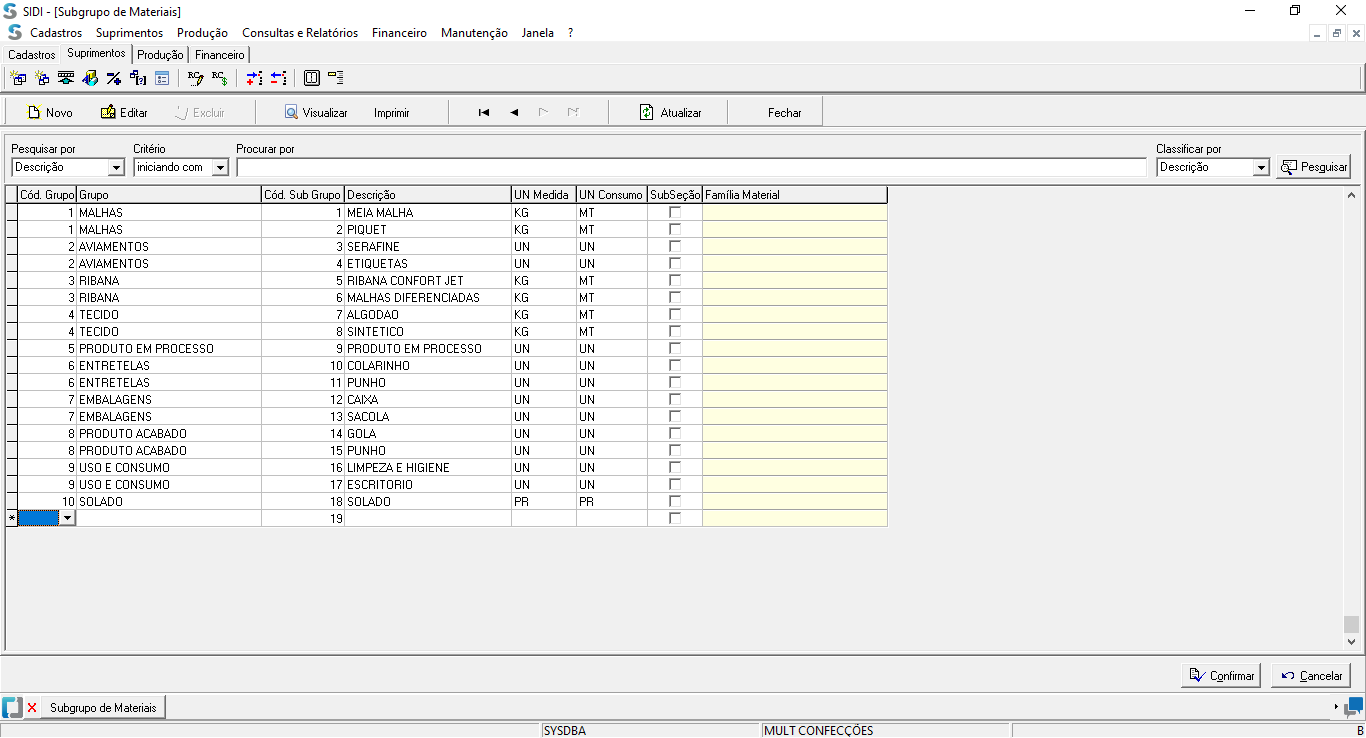 SIDI - [Subgrupo de Materiais]
Cadastros Suprimentos Produção Consultas e Relatórios Financeiro Manutenção Janela ?
Cadastros Suprimentos Produção Financeiro
Novo Editar Excluir Visualizar Imprimir Atualizar Fechar
Pesquisar por Critério Procurar por Classificar por
Descrição iniciando com Descrição Pesquisar
Cód. Grupo Grupo Cód. Sub Grupo Descrição UN Medida UN Consumo SubSeção Família Material
1 MALHAS 1 MEIA MALHA KG MT
1 MALHAS 2 PIQUET KG MT
2 AVIAMENTOS 3 SERAFINE UN UN
2 AVIAMENTOS 4 ETIQUETAS UN UN
3 RIBANA 5 RIBANA CONFORT JET KG MT
3 RIBANA 6 MALHAS DIFERENCIADAS KG MT
4 TECIDO 7 ALGODAO KG MT
4 TECIDO 8 SINTETICO KG MT
5 PRODUTO EM PROCESSO 9 PRODUTO EM PROCESSO UN UN
6 ENTRETELAS 10 COLARINHO UN UN
6 ENTRETELAS 11 PUNHO UN UN
7 EMBALAGENS 12 CAIXA UN UN
7 EMBALAGENS 13 SACOLA UN UN
8 PRODUTO ACABADO 14 GOLA UN UN
8 PRODUTO ACABADO 15 PUNHO UN UN
9 USO E CONSUMO 16 LIMPEZA E HIGIENE UN UN
9 USO E CONSUMO 17 ESCRITORIO UN UN
10 SOLADO 18 SOLADO PR PR
* 19
Confirmar Cancelar
Subgrupo de Materiais
SYSDBA MULT CONFECÇÕES B